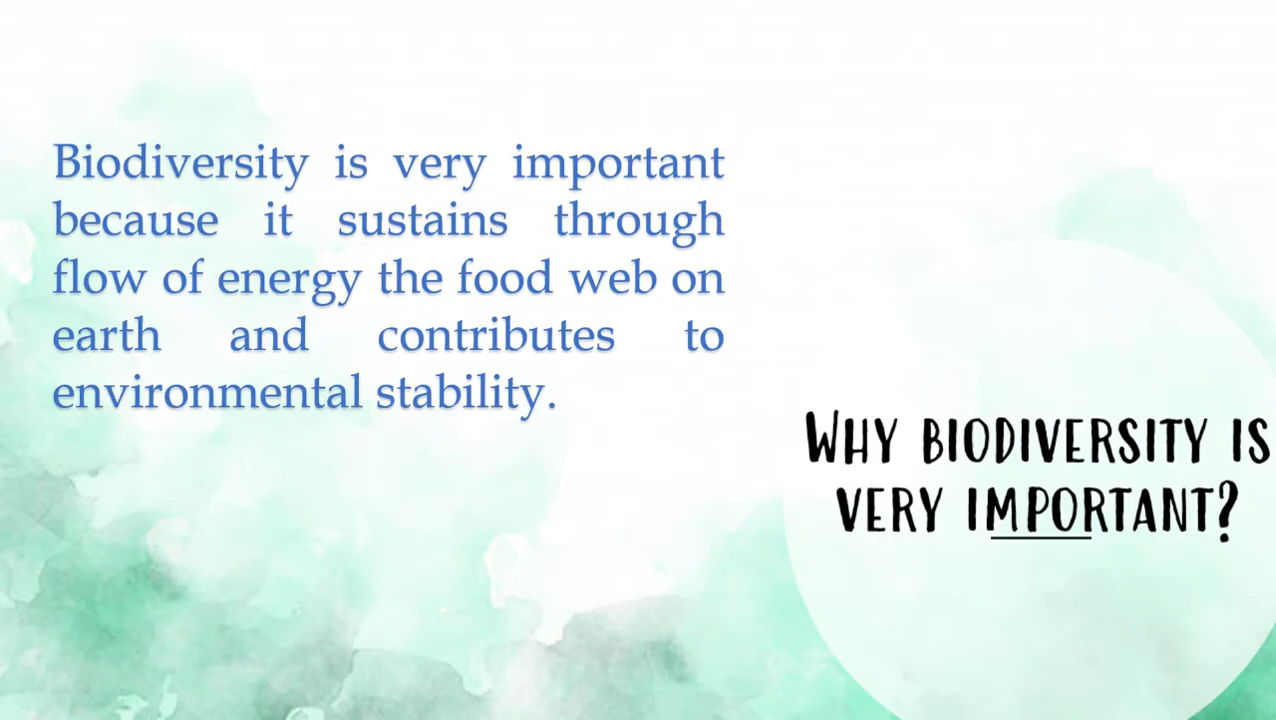 Biodiversity is very important
because it sustains through
flow of energy the food web on
earth and contributes to
environmental stability.
WHY BIODIVERSITY IS
VERY IMPORTANT?